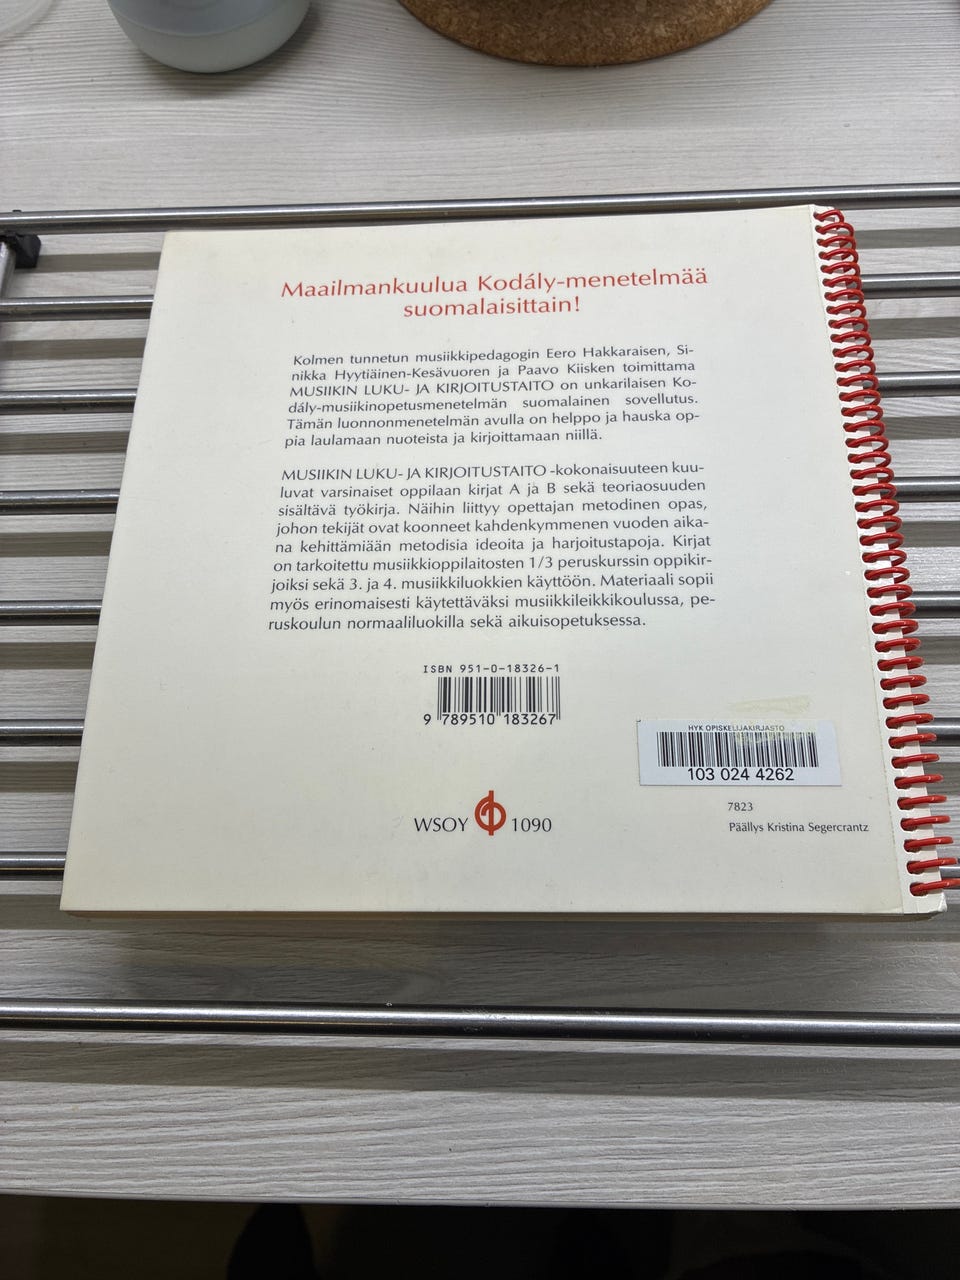 Maailmankuulua Kodály-menetelmää
suomalaisittain!
Kolmen tunnetun musiikkipedagogin Eero Hakkaraisen, Si-
nikka Hyytiäinen-Kesävuoren ja Paavo Kiisken toimittama
MUSIIKIN LUKU- JA KIRJOITUSTAITO on unkarilaisen Ko-
dály-musiikinopetusmenetelmän suomalainen sovellutus.
Tämän luonnonmenetelmän avulla on helppo ja hauska op-
pia laulamaan nuoteista ja kirjoittamaan niillä.
MUSIIKIN LUKU- JA KIRJOITUSTAITO -kokonaisuuteen kuu-
luvat varsinaiset oppilaan kirjat A ja B sekä teoriaosuuden
sisältävä työkirja. Näihin liittyy opettajan metodinen opas,
johon tekijät ovat koonneet kahdenkymmenen vuoden aika-
na kehittämiään metodisia ideoita ja harjoitustapoja. Kirjat
on tarkoitettu musiikkioppilaitosten 1/3 peruskurssin oppikir-
joiksi sekä 3. ja 4. musiikkiluokkien käyttöön. Materiaali sopii
myös erinomaisesti käytettäväksi musiikkileikkikoulussa, pe-
ruskoulun normaaliluokilla sekä aikuisopetuksessa.
ISBN 951-0-18326-1
9 789510 183267
HYK OPISKELIJAKIRJASTO
103 024 4262
WSOY 1090
7823
Päällys Kristina Segercrantz